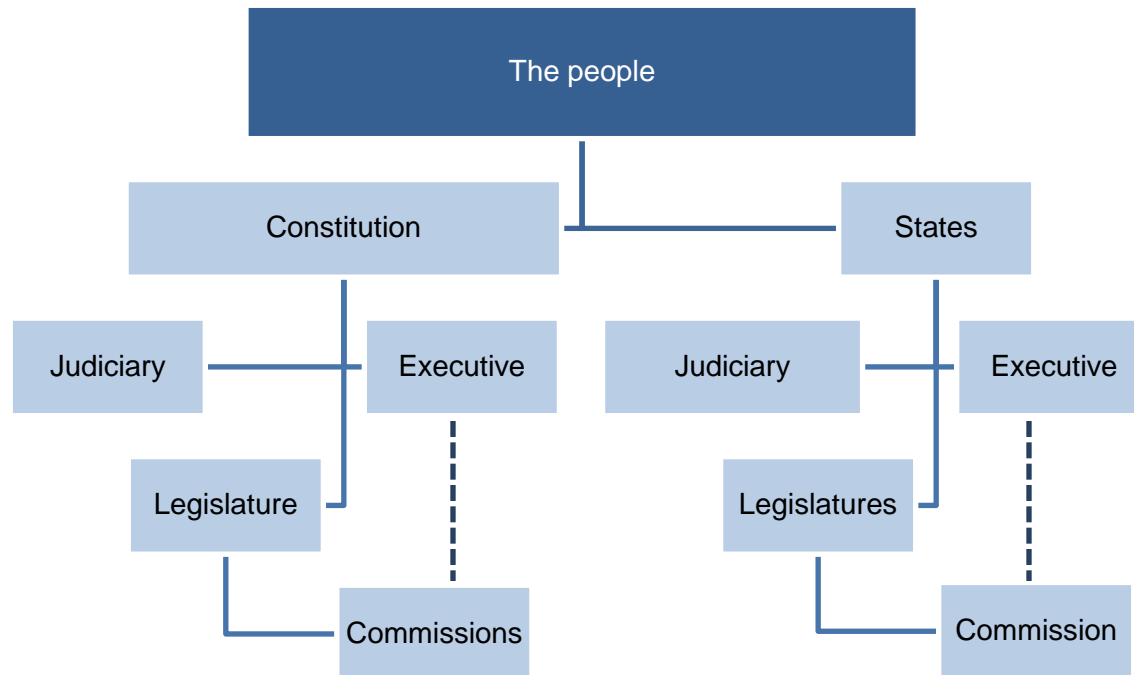 The people
Constitution
States
Judiciary
Executive
Judiciary
Executive
Legislature
Legislatures
Commissions
Commission